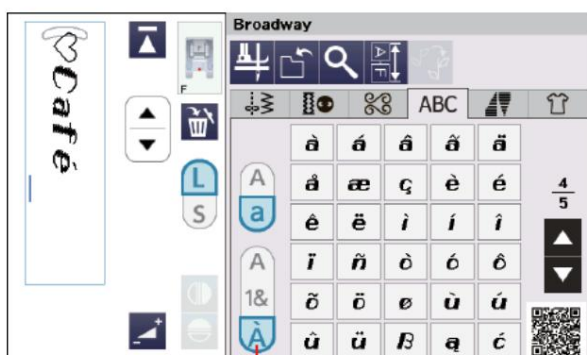 Broadway
Café
F
L
S
ABC
A
a
A
1&
À
à á â ã ä
å æ ç è é
ê ë ì í î
ï ñ ò ó ô
õ ö ø ù ú
û ü ß ą ć
4
5